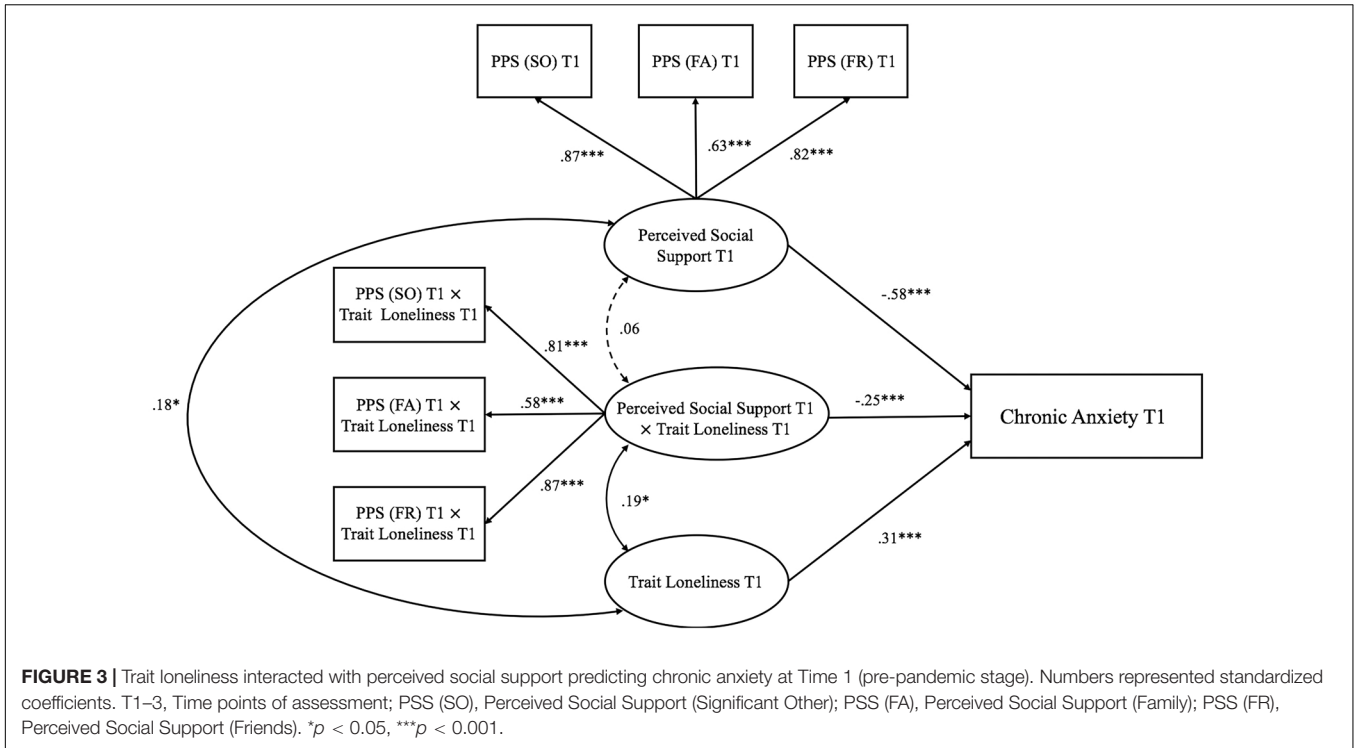 PPS (SO) T1
PPS (FA) T1
PPS (FR) T1
.87***
.63***
.82***
Perceived Social
Support T1
PPS (SO) T1 ×
Trait Loneliness T1
-.58***
.06
.81***
.18*
PPS (FA) T1 ×
Trait Loneliness T1
.58***
Perceived Social Support T1
× Trait Loneliness T1
-.25***
Chronic Anxiety T1
.87***
PPS (FR) T1 ×
Trait Loneliness T1
.19*
.31***
Trait Loneliness T1
FIGURE 3 | Trait loneliness interacted with perceived social support predicting chronic anxiety at Time 1 (pre-pandemic stage). Numbers represented standardized
coefficients. T1–3, Time points of assessment; PSS (SO), Perceived Social Support (Significant Other); PSS (FA), Perceived Social Support (Family); PSS (FR),
Perceived Social Support (Friends). *p < 0.05, ***p < 0.001.